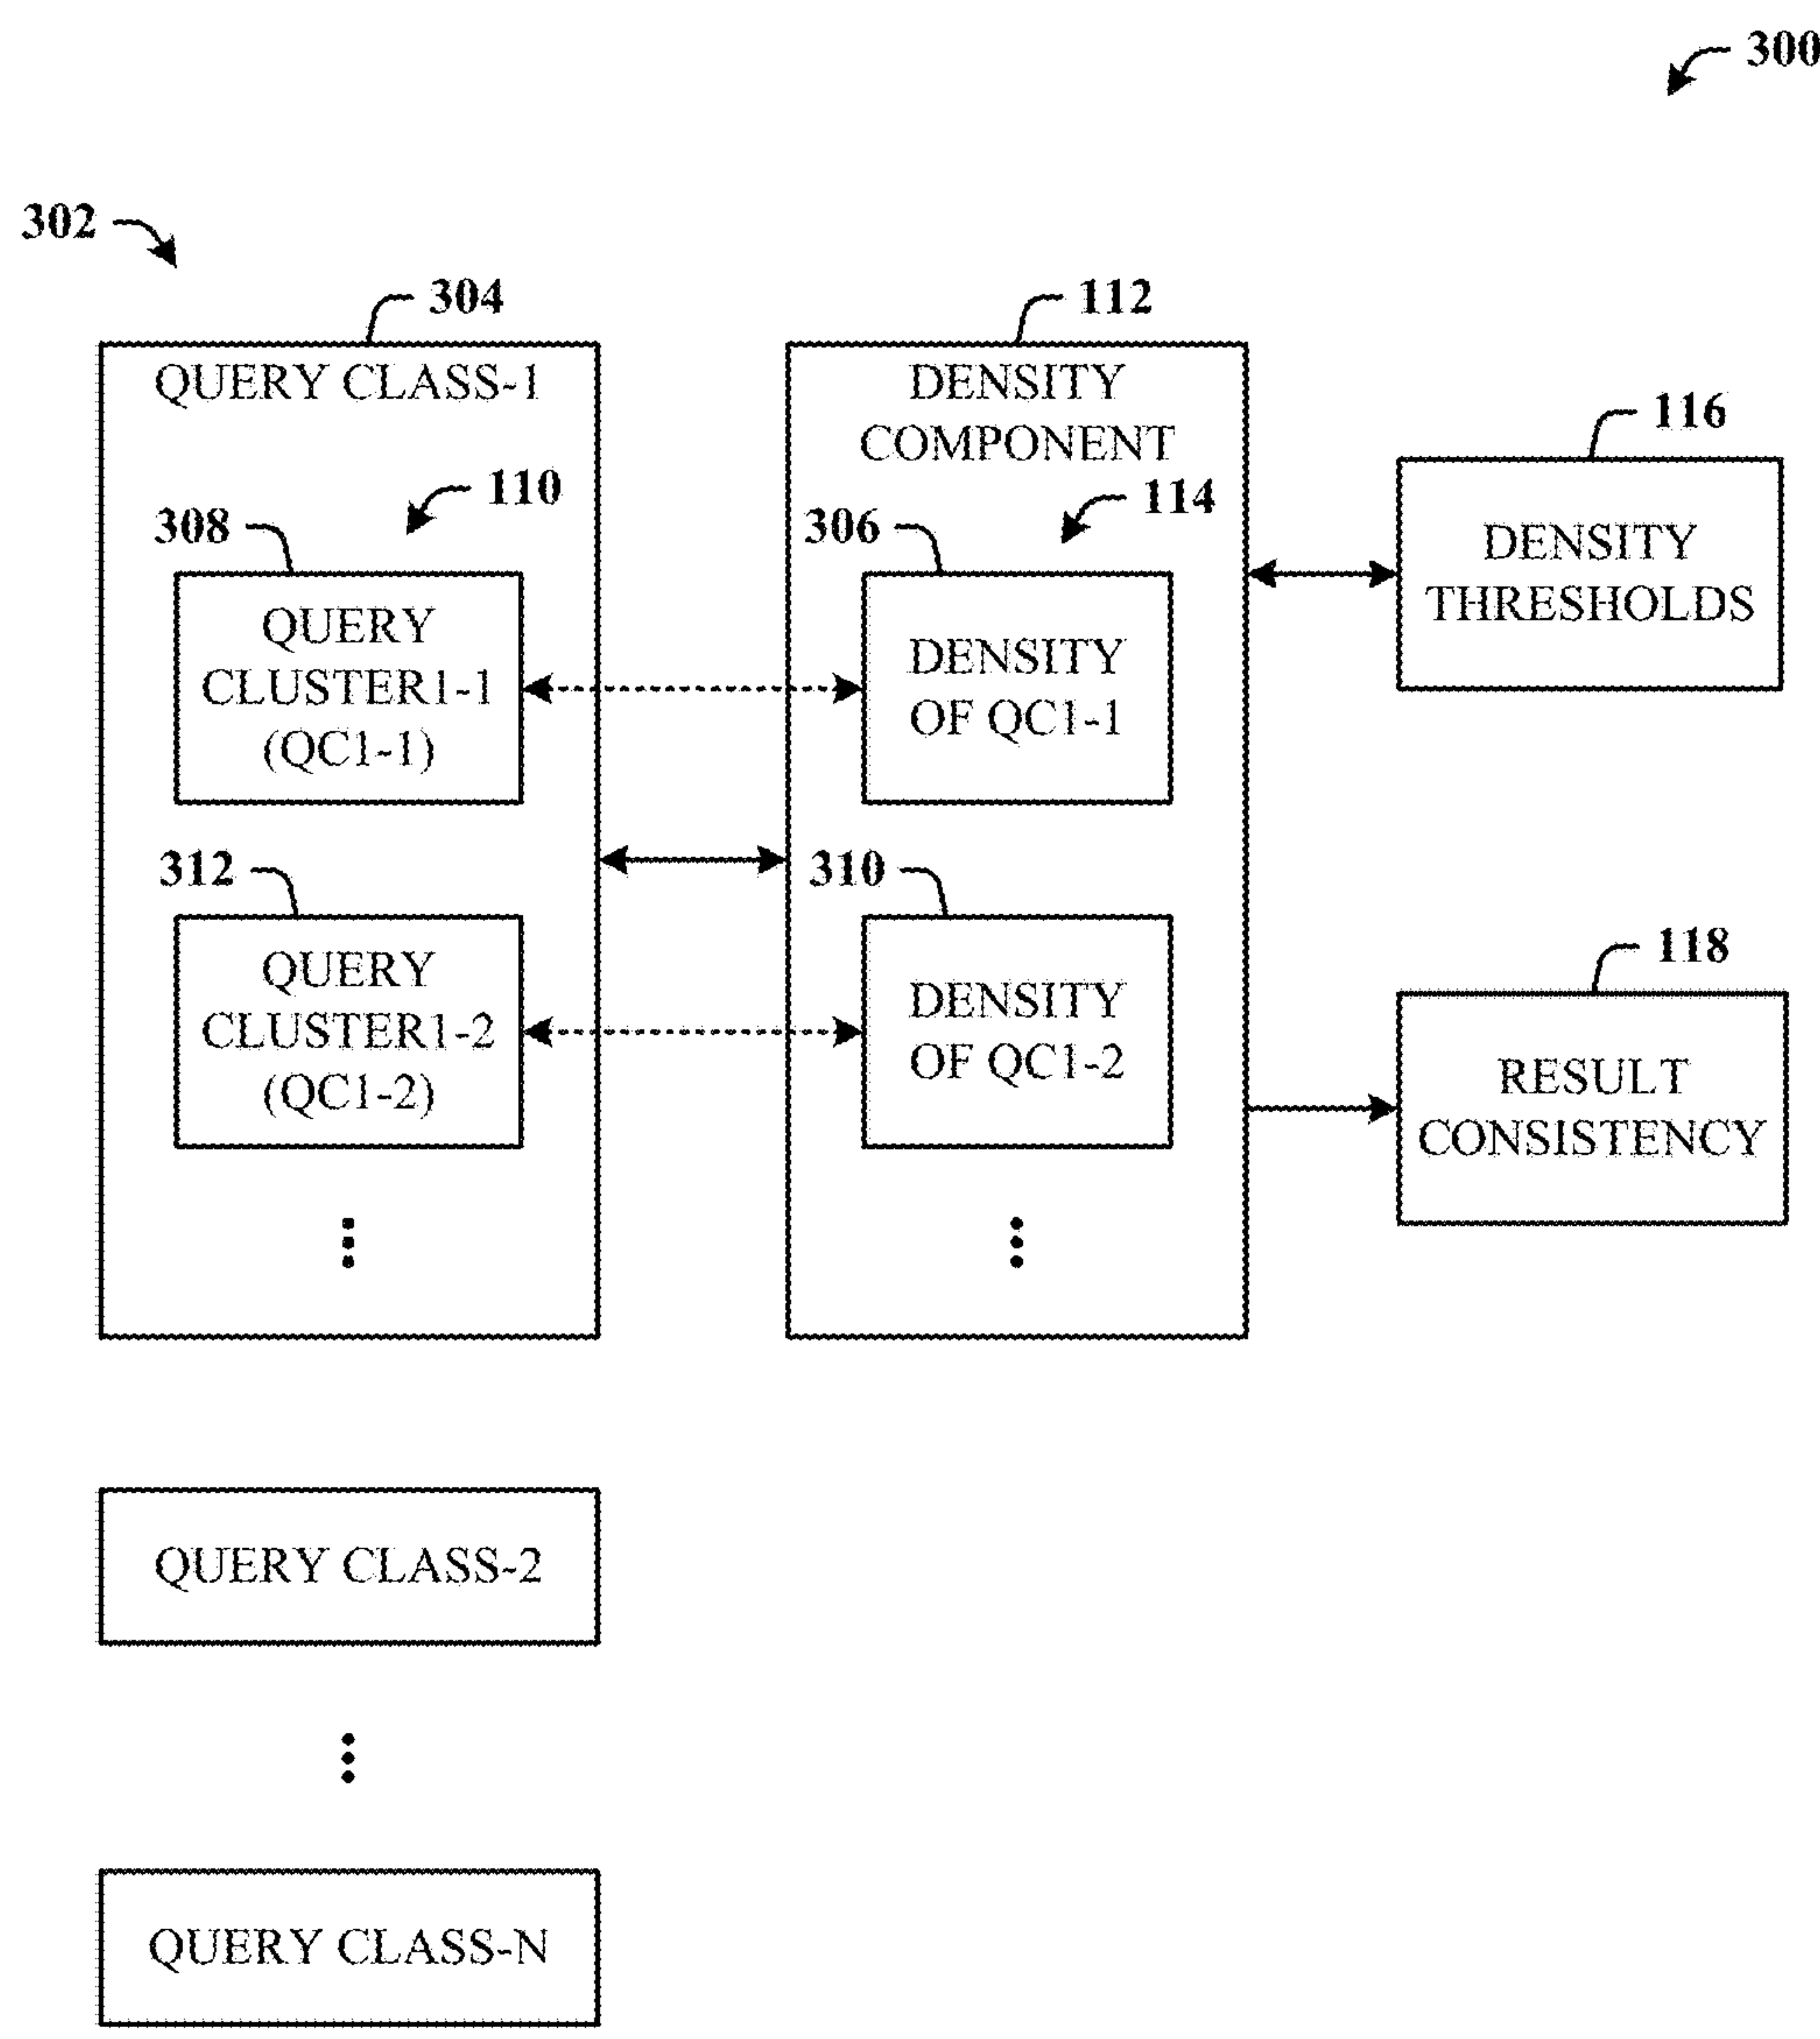 300
302
304
QUERY CLASS-1
110
308
QUERY
CLUSTER1-1
(QC1-1)
312
QUERY
CLUSTER1-2
(QC1-2)
112
DENSITY
COMPONENT
114
306
DENSITY
OF QC1-1
310
DENSITY
OF QC1-2
116
DENSITY
THRESHOLDS
118
RESULT
CONSISTENCY
QUERY CLASS-2
QUERY CLASS-N